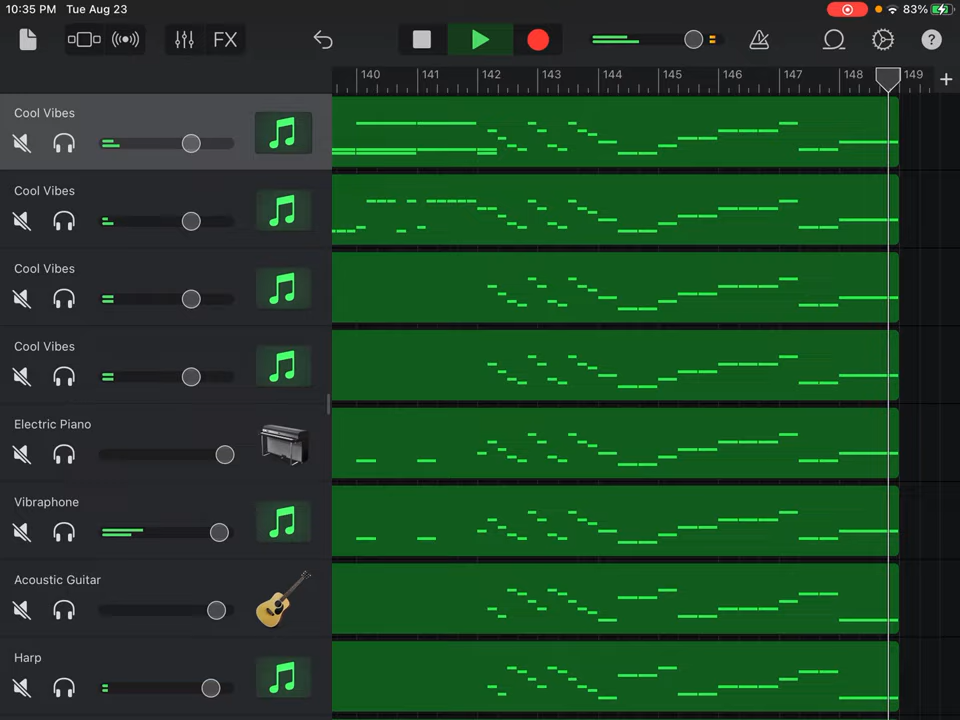 10:35 PM Tue Aug 23
83%
FX
?
140 141 142 143 144 145 146 147 148 149
+
Cool Vibes
Cool Vibes
Cool Vibes
Cool Vibes
Electric Piano
Vibraphone
Acoustic Guitar
Harp